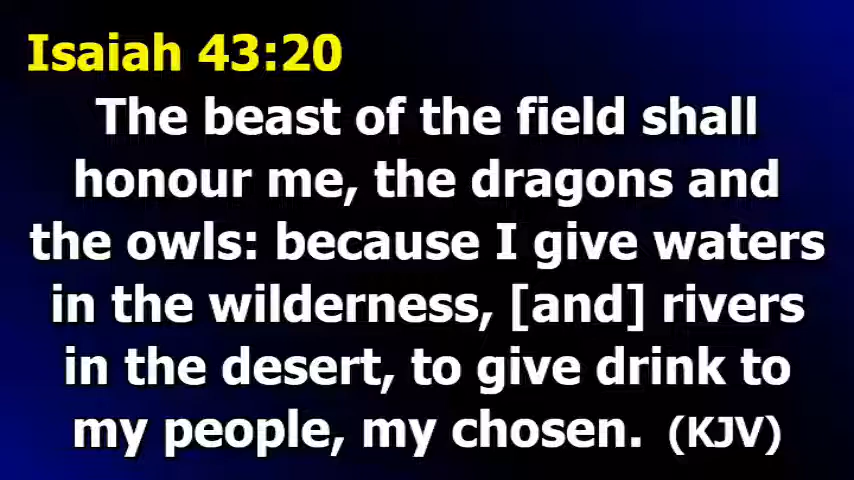 Isaiah 43:20
The beast of the field shall
honour me, the dragons and
the owls: because I give waters
in the wilderness, [and] rivers
in the desert, to give drink to
my people, my chosen. (KJV)